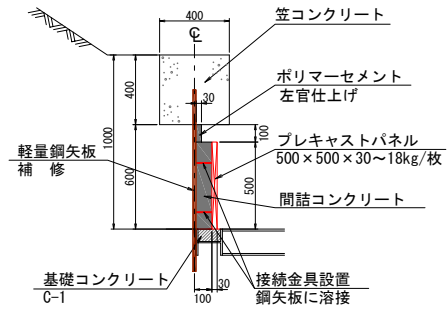 400
℄
笠コンクリート
ポリマーセメント
左官仕上げ
30
400
100
1000
プレキャストパネル
500×500×30～18kg/枚
軽量鋼矢板
補 修
600
500
間詰コンクリート
基礎コンクリート
C-1
30
100
接続金具設置
鋼矢板に溶接